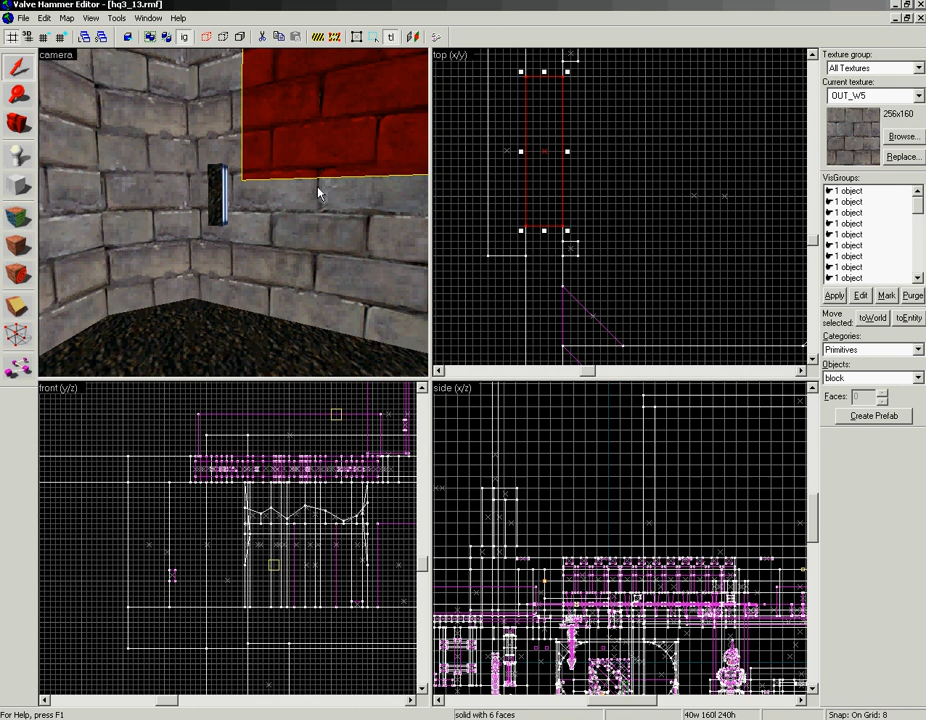 Valve Hammer Editor - [hq3_13.rmf]
File Edit Map View Tools Window Help
3D ig tl
camera
top (x/y)
front (y/z)
side (x/z)
Texture group:
All Textures
Current texture:
OUT_W5
256x160
Browse...
Replace...
VisGroups:
1 object
1 object
1 object
1 object
1 object
1 object
1 object
1 object
1 object
Apply Edit Mark Purge
Move
selected: toWorld toEntity
Categories:
Primitives
Objects:
block
Faces: 0
Create Prefab
For Help, press F1
solid with 6 faces
40w 160l 240h
Snap: On Grid: 8